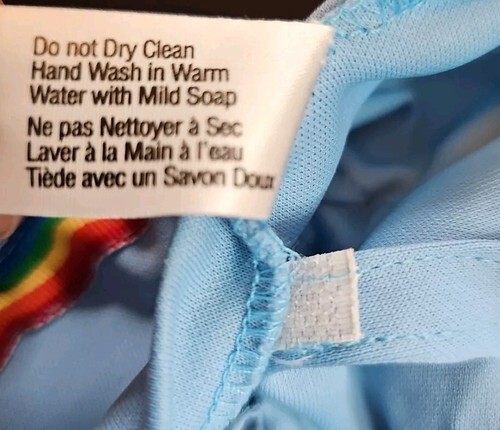 Do not Dry Clean
Hand Wash in Warm
Water with Mild Soap
Ne pas Nettoyer à Sec
Laver à la Main à l'eau
Tiède avec un Savon Doux